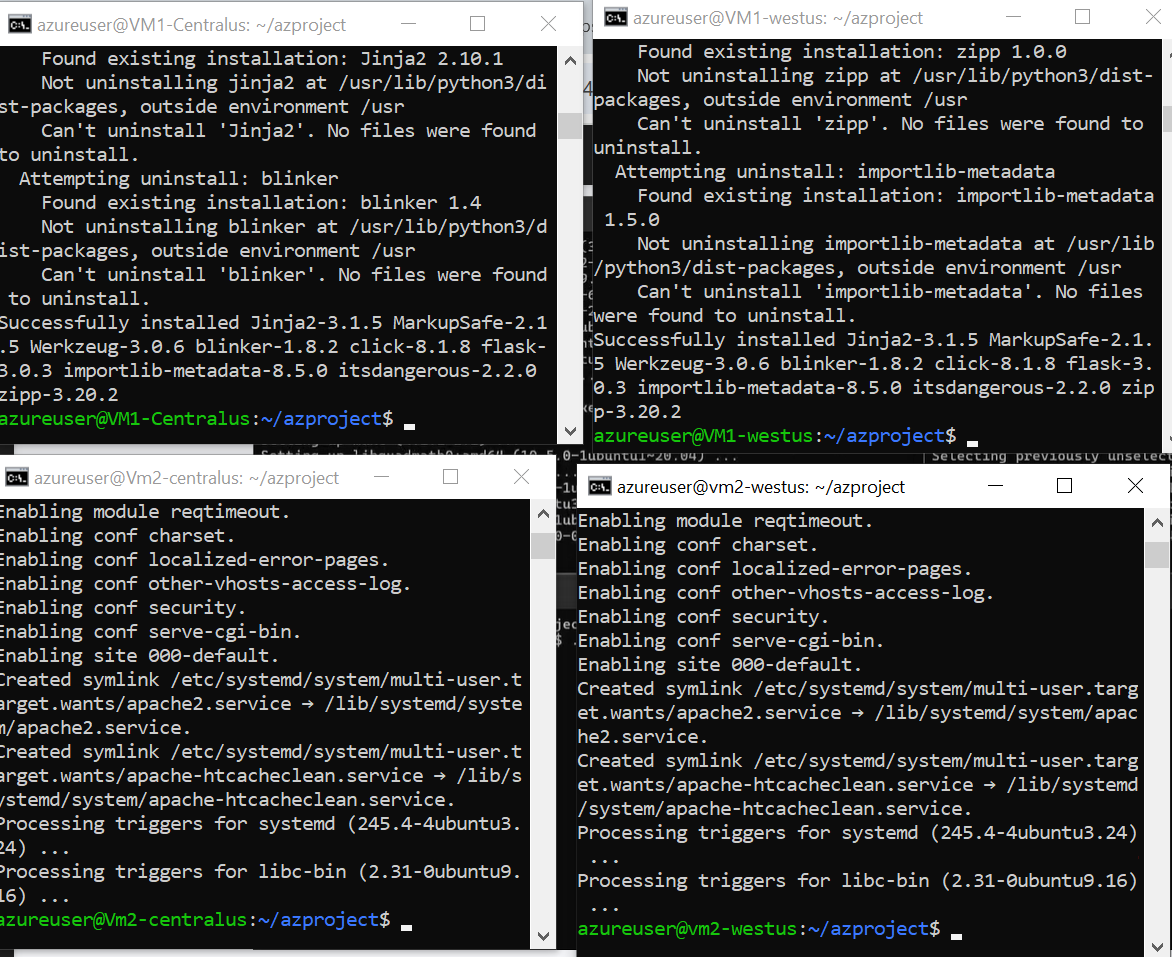 azureuser@VM1-Centralus: ~/azproject
Found existing installation: Jinja2 2.10.1
Not uninstalling jinja2 at /usr/lib/python3/di
st-packages, outside environment /usr
Can't uninstall 'Jinja2'. No files were found
to uninstall.
Attempting uninstall: blinker
Found existing installation: blinker 1.4
Not uninstalling blinker at /usr/lib/python3/d
ist-packages, outside environment /usr
Can't uninstall 'blinker'. No files were found
to uninstall.
Successfully installed Jinja2-3.1.5 MarkupSafe-2.1
.5 Werkzeug-3.0.6 blinker-1.8.2 click-8.1.8 flask-
3.0.3 importlib-metadata-8.5.0 itsdangerous-2.2.0
zipp-3.20.2
azureuser@VM1-Centralus:~/azproject$
azureuser@VM1-westus: ~/azproject
Found existing installation: zipp 1.0.0
Not uninstalling zipp at /usr/lib/python3/dist-
packages, outside environment /usr
Can't uninstall 'zipp'. No files were found to
uninstall.
Attempting uninstall: importlib-metadata
Found existing installation: importlib-metadata
1.5.0
Not uninstalling importlib-metadata at /usr/lib
/python3/dist-packages, outside environment /usr
Can't uninstall 'importlib-metadata'. No files
were found to uninstall.
Successfully installed Jinja2-3.1.5 MarkupSafe-2.1.
5 Werkzeug-3.0.6 blinker-1.8.2 click-8.1.8 flask-3.
0.3 importlib-metadata-8.5.0 itsdangerous-2.2.0 zip
p-3.20.2
azureuser@VM1-westus:~/azproject$
Selecting previously unselect
azureuser@Vm2-centralus: ~/azproject
Enabling module reqtimeout.
Enabling conf charset.
Enabling conf localized-error-pages.
Enabling conf other-vhosts-access-log.
Enabling conf security.
Enabling conf serve-cgi-bin.
Enabling site 000-default.
Created symlink /etc/systemd/system/multi-user.t
arget.wants/apache2.service → /lib/systemd/syste
m/apache2.service.
Created symlink /etc/systemd/system/multi-user.t
arget.wants/apache-htcacheclean.service → /lib/s
ystemd/system/apache-htcacheclean.service.
Processing triggers for systemd (245.4-4ubuntu3.
24) ...
Processing triggers for libc-bin (2.31-0ubuntu9.
16) ...
azureuser@Vm2-centralus:~/azproject$
azureuser@vm2-westus: ~/azproject
Enabling module reqtimeout.
Enabling conf charset.
Enabling conf localized-error-pages.
Enabling conf other-vhosts-access-log.
Enabling conf security.
Enabling conf serve-cgi-bin.
Enabling site 000-default.
Created symlink /etc/systemd/system/multi-user.targ
et.wants/apache2.service → /lib/systemd/system/apac
he2.service.
Created symlink /etc/systemd/system/multi-user.targ
et.wants/apache-htcacheclean.service → /lib/systemd
/system/apache-htcacheclean.service.
Processing triggers for systemd (245.4-4ubuntu3.24)
...
Processing triggers for libc-bin (2.31-0ubuntu9.16)
...
azureuser@vm2-westus:~/azproject$